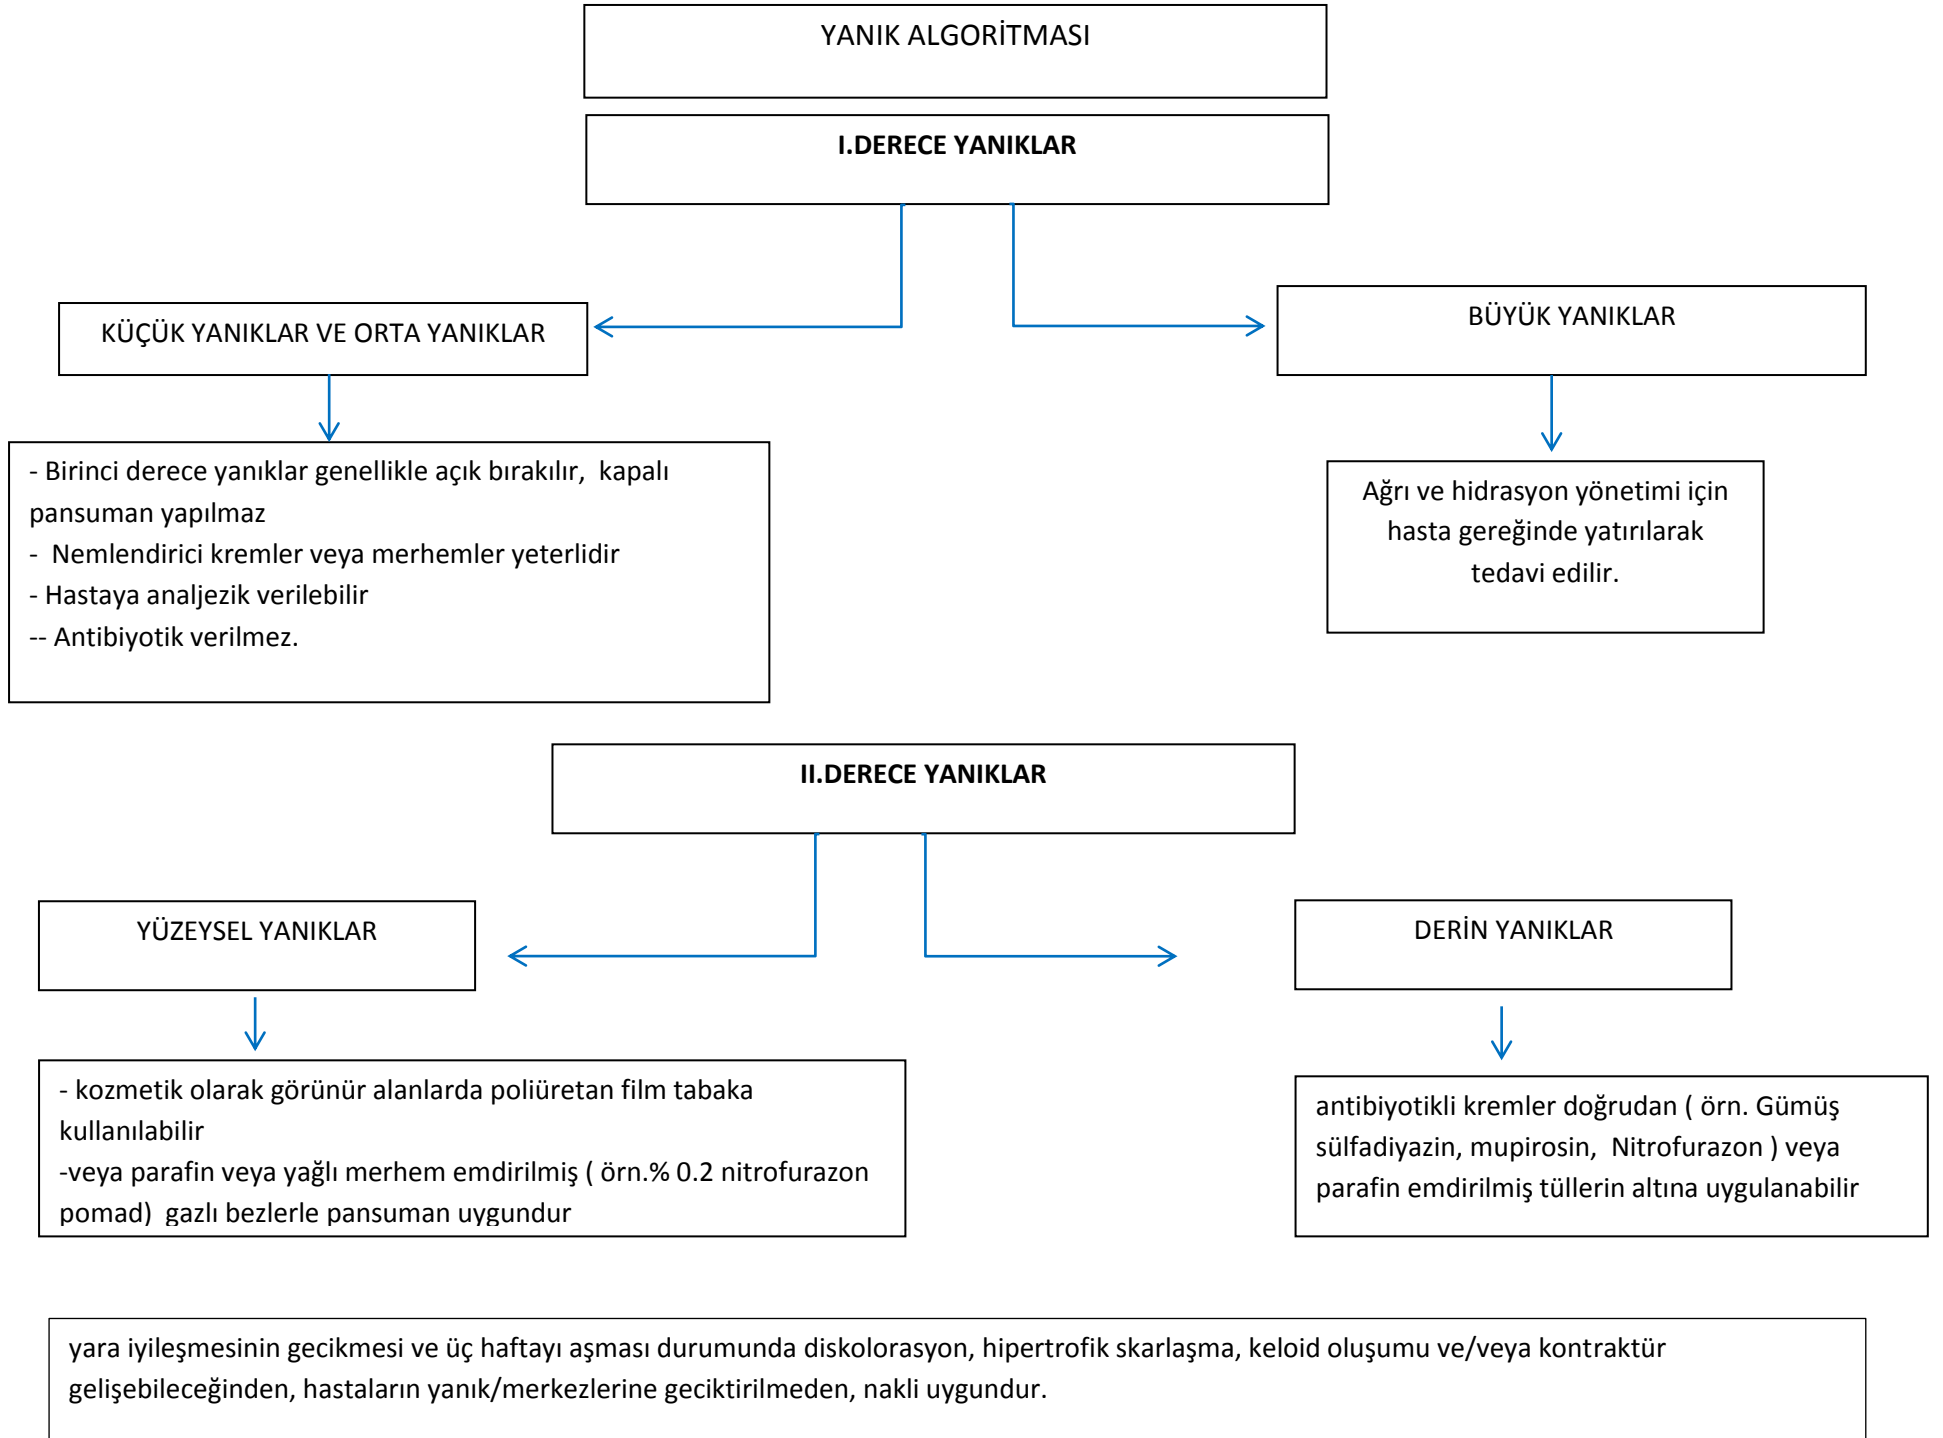 YANIK ALGORİTMASI
I.DERECE YANIKLAR
KÜÇÜK YANIKLAR VE ORTA YANIKLAR
BÜYÜK YANIKLAR
- Birinci derece yanıklar genellikle açık bırakılır,  kapalı
pansuman yapılmaz
-  Nemlendirici kremler veya merhemler yeterlidir
- Hastaya analjezik verilebilir
-- Antibiyotik verilmez.
Ağrı ve hidrasyon yönetimi için
hasta gereğinde yatırılarak
tedavi edilir.
II.DERECE YANIKLAR
YÜZEYSEL YANIKLAR
DERİN YANIKLAR
- kozmetik olarak görünür alanlarda poliüretan film tabaka
kullanılabilir
-veya parafin veya yağlı merhem emdirilmiş ( örn.% 0.2 nitrofurazon
pomad)  gazlı bezlerle pansuman uygundur
antibiyotikli kremler doğrudan ( örn. Gümüş
sülfadiyazin, mupirosin,  Nitrofurazon ) veya
parafin emdirilmiş tüllerin altına uygulanabilir
yara iyileşmesinin gecikmesi ve üç haftayı aşması durumunda diskolorasyon, hipertrofik skarlaşma, keloid oluşumu ve/veya kontraktür
gelişebileceğinden, hastaların yanık/merkezlerine geciktirilmeden, nakli uygundur.